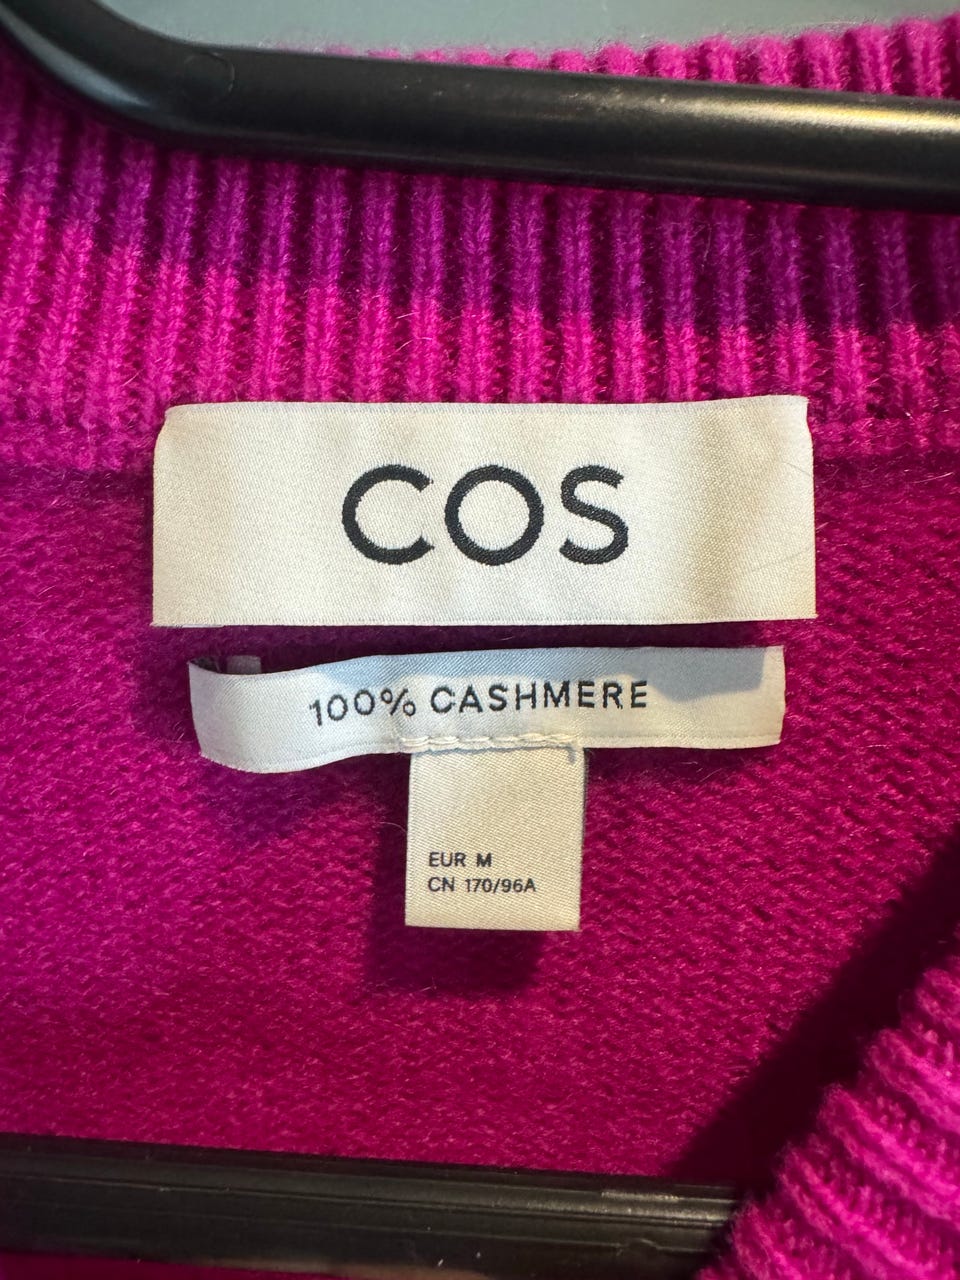 COS
100% CASHMERE
EUR M
CN 170/96A